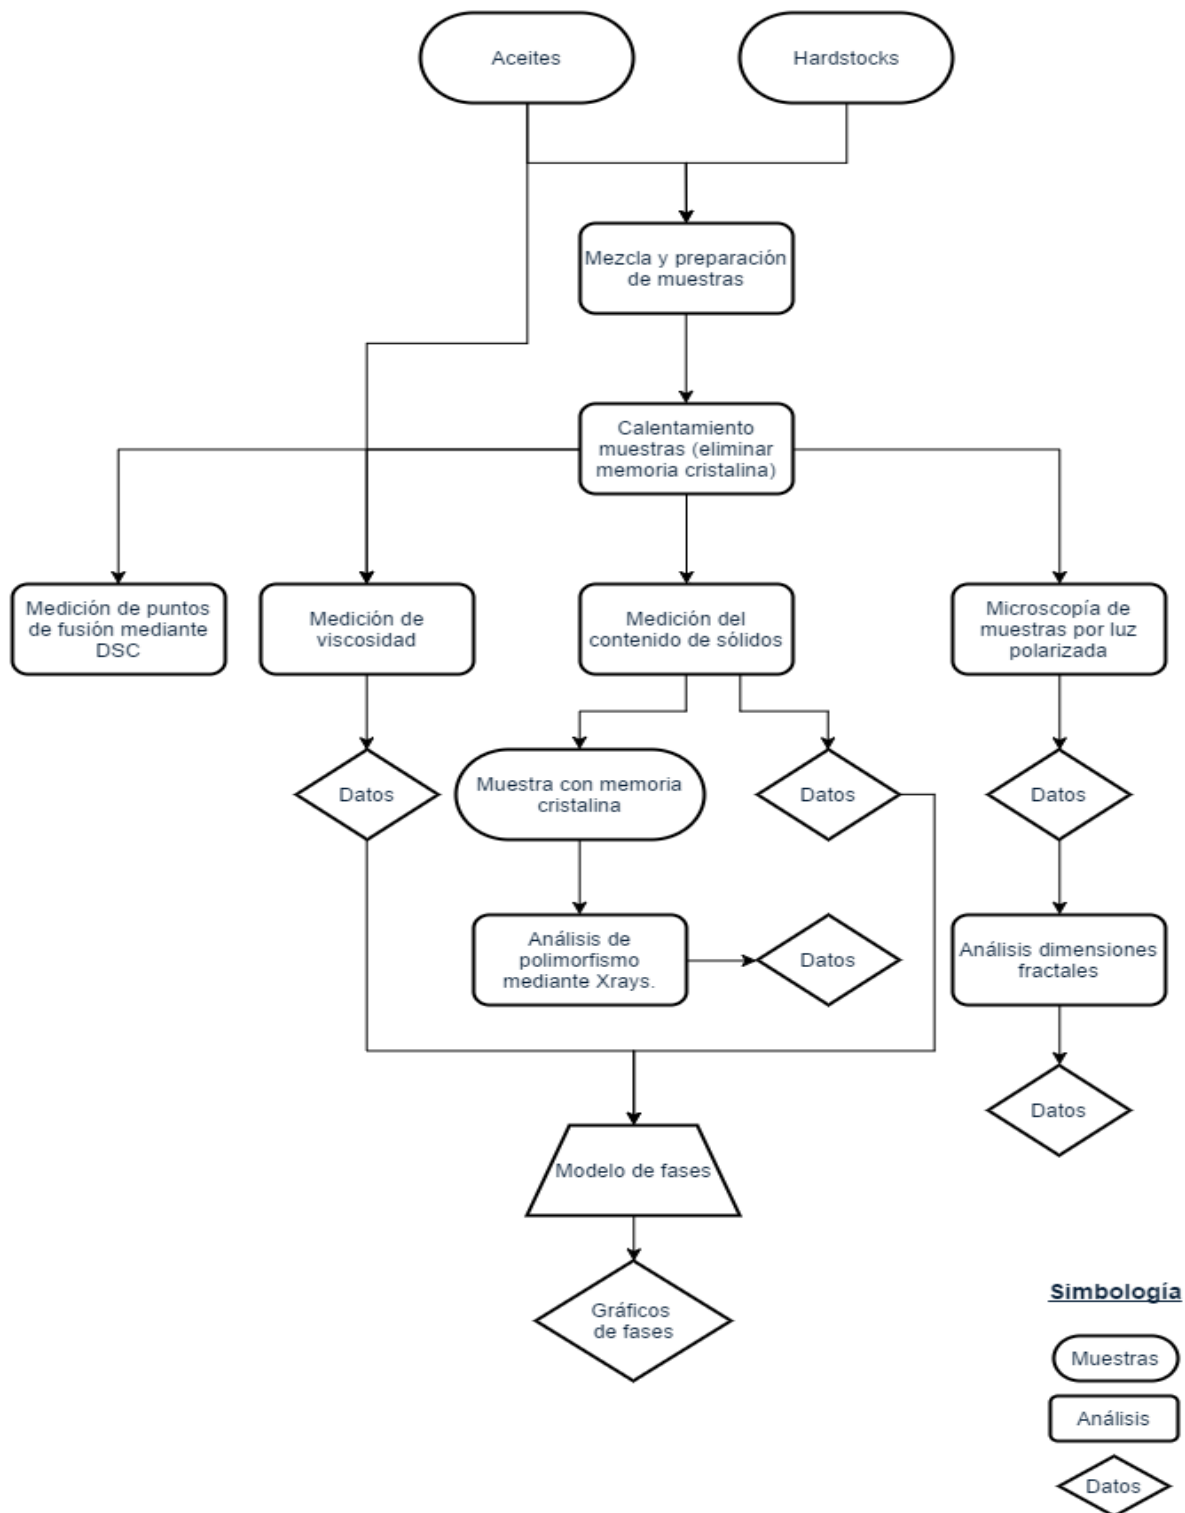 Aceites
Hardstocks
Mezcla y preparación
de muestras
Calentamiento
muestras (eliminar
memoria cristalina)
Medición de puntos
de fusión mediante
DSC
Medición de
viscosidad
Medición del
contenido de sólidos
Microscopía de
muestras por luz
polarizada
Datos
Muestra con memoria
cristalina
Datos
Datos
Análisis de
polimorfismo
mediante Xrays.
Datos
Análisis dimensiones
fractales
Datos
Modelo de fases
Gráficos
de fases
Simbología
Muestras
Análisis
Datos